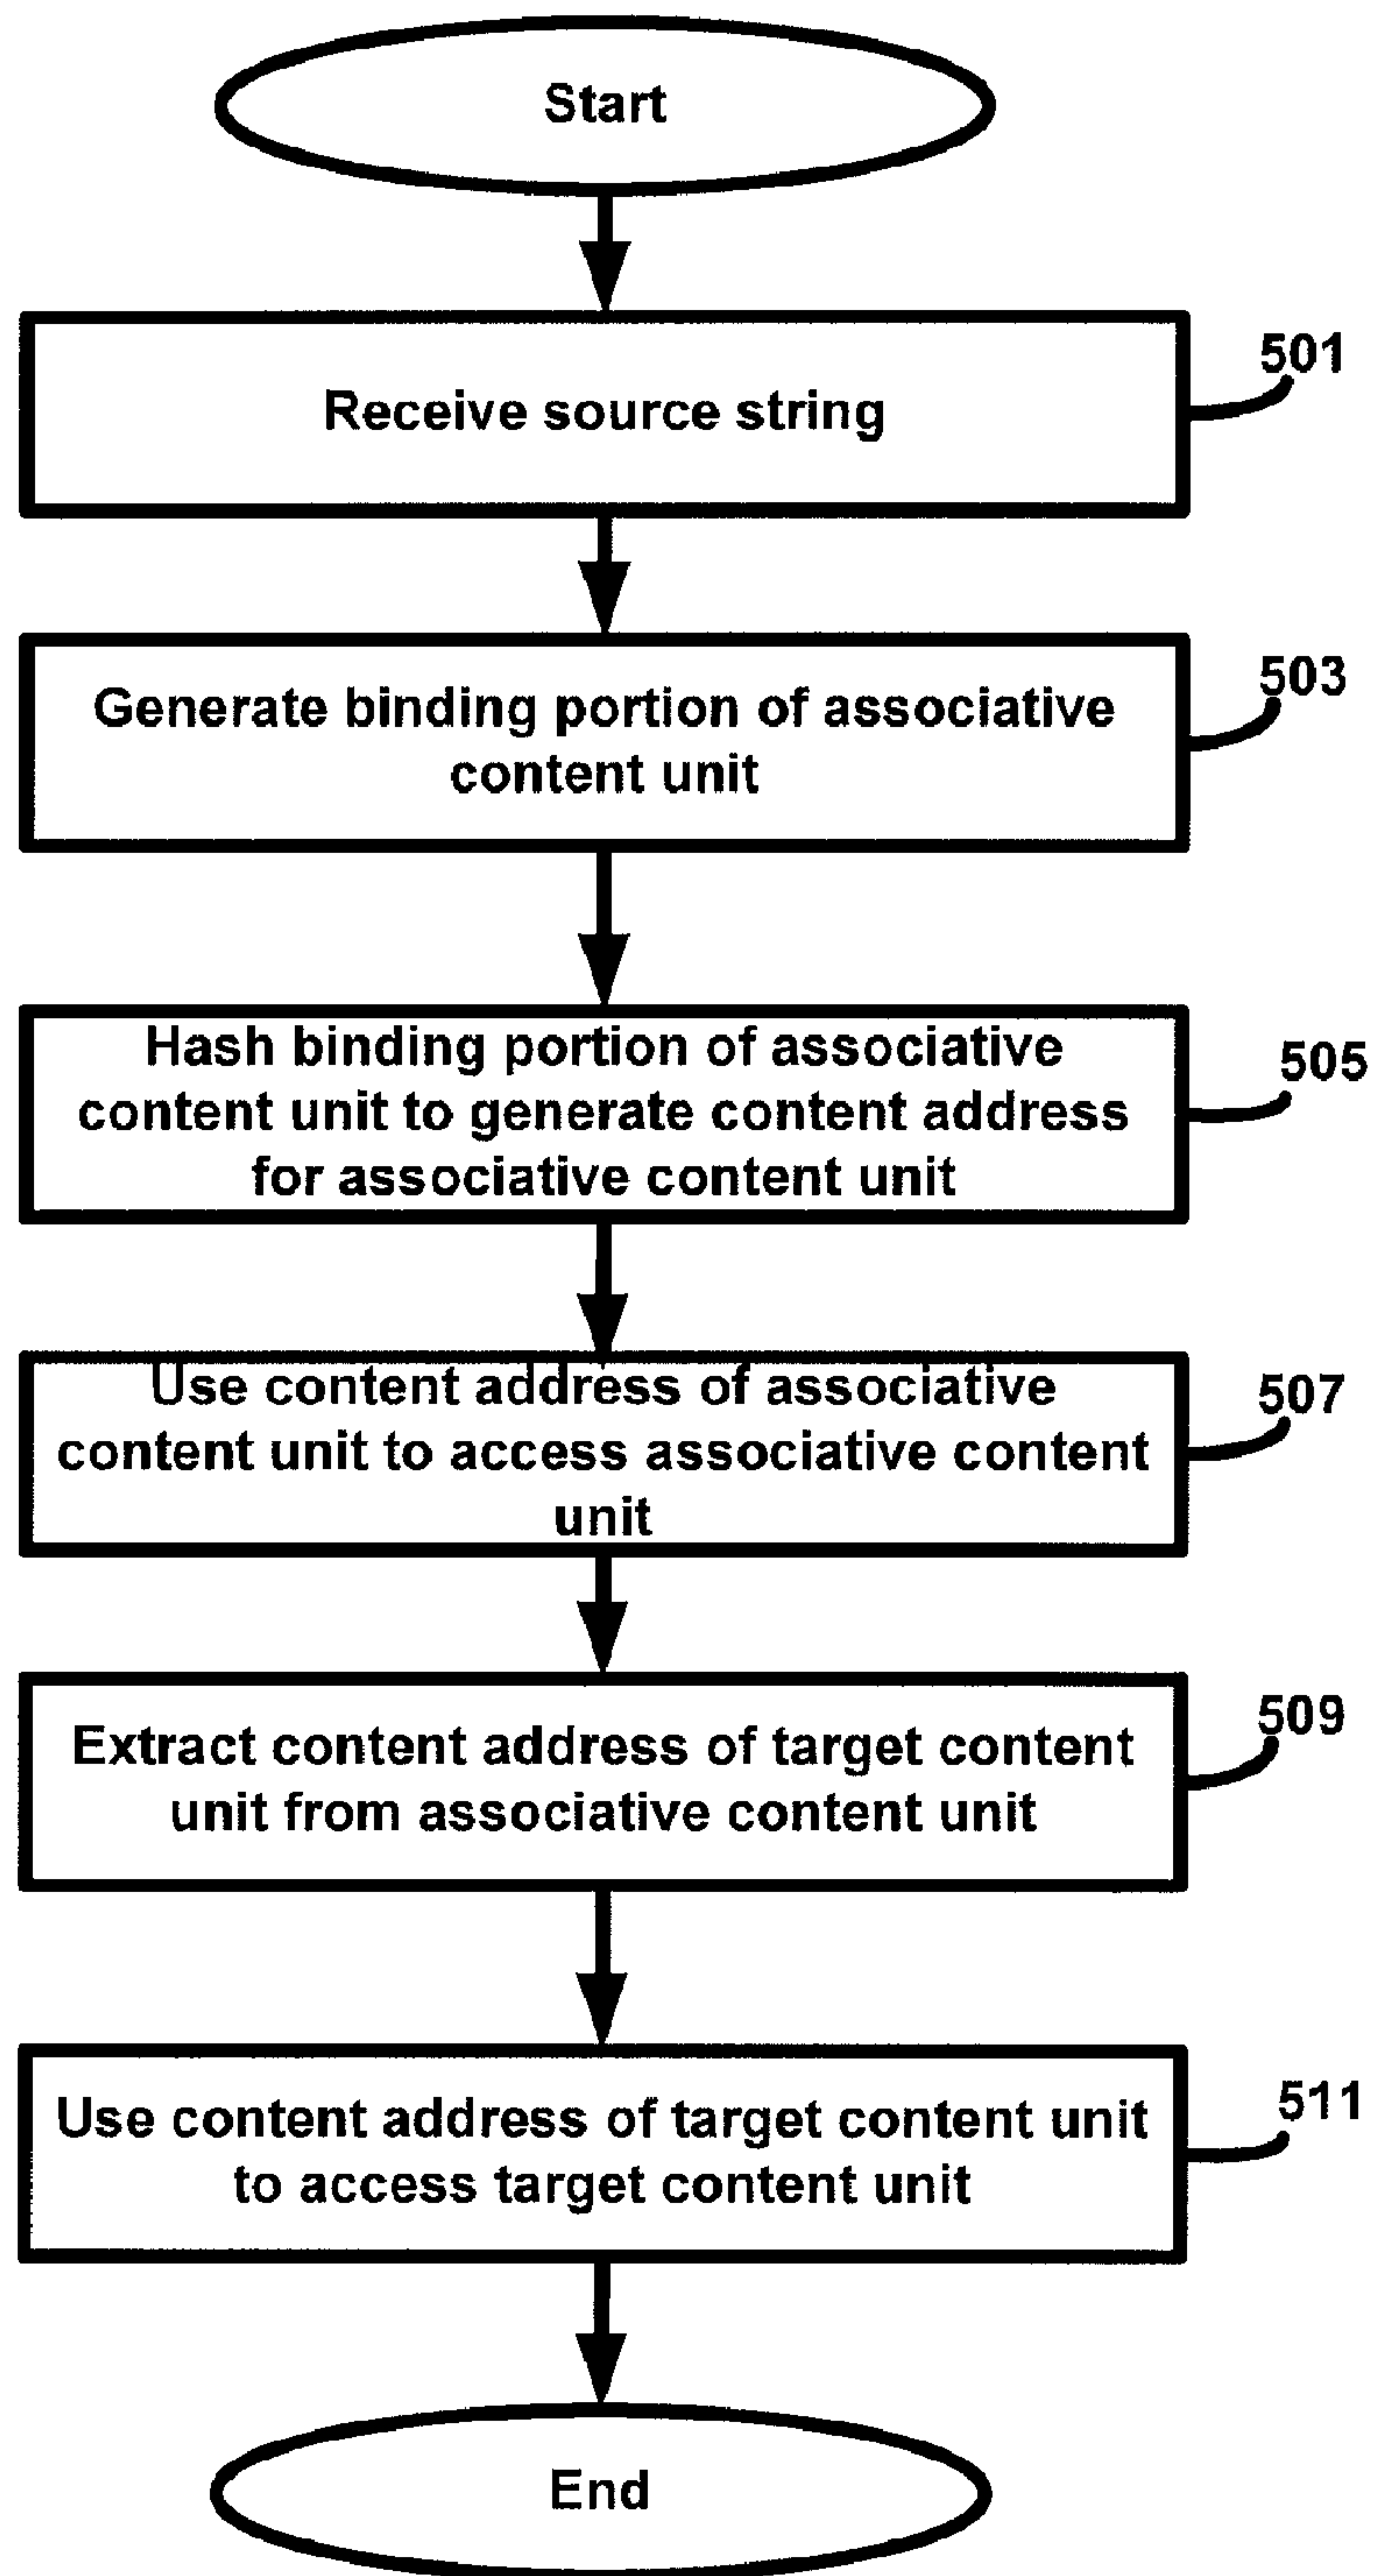 Start
Receive source string
501
Generate binding portion of associative
content unit
503
Hash binding portion of associative
content unit to generate content address
for associative content unit
505
Use content address of associative
content unit to access associative content
unit
507
Extract content address of target content
unit from associative content unit
509
Use content address of target content unit
to access target content unit
511
End